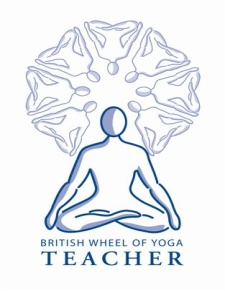 BRITISH WHEEL OF YOGA
TEACHER